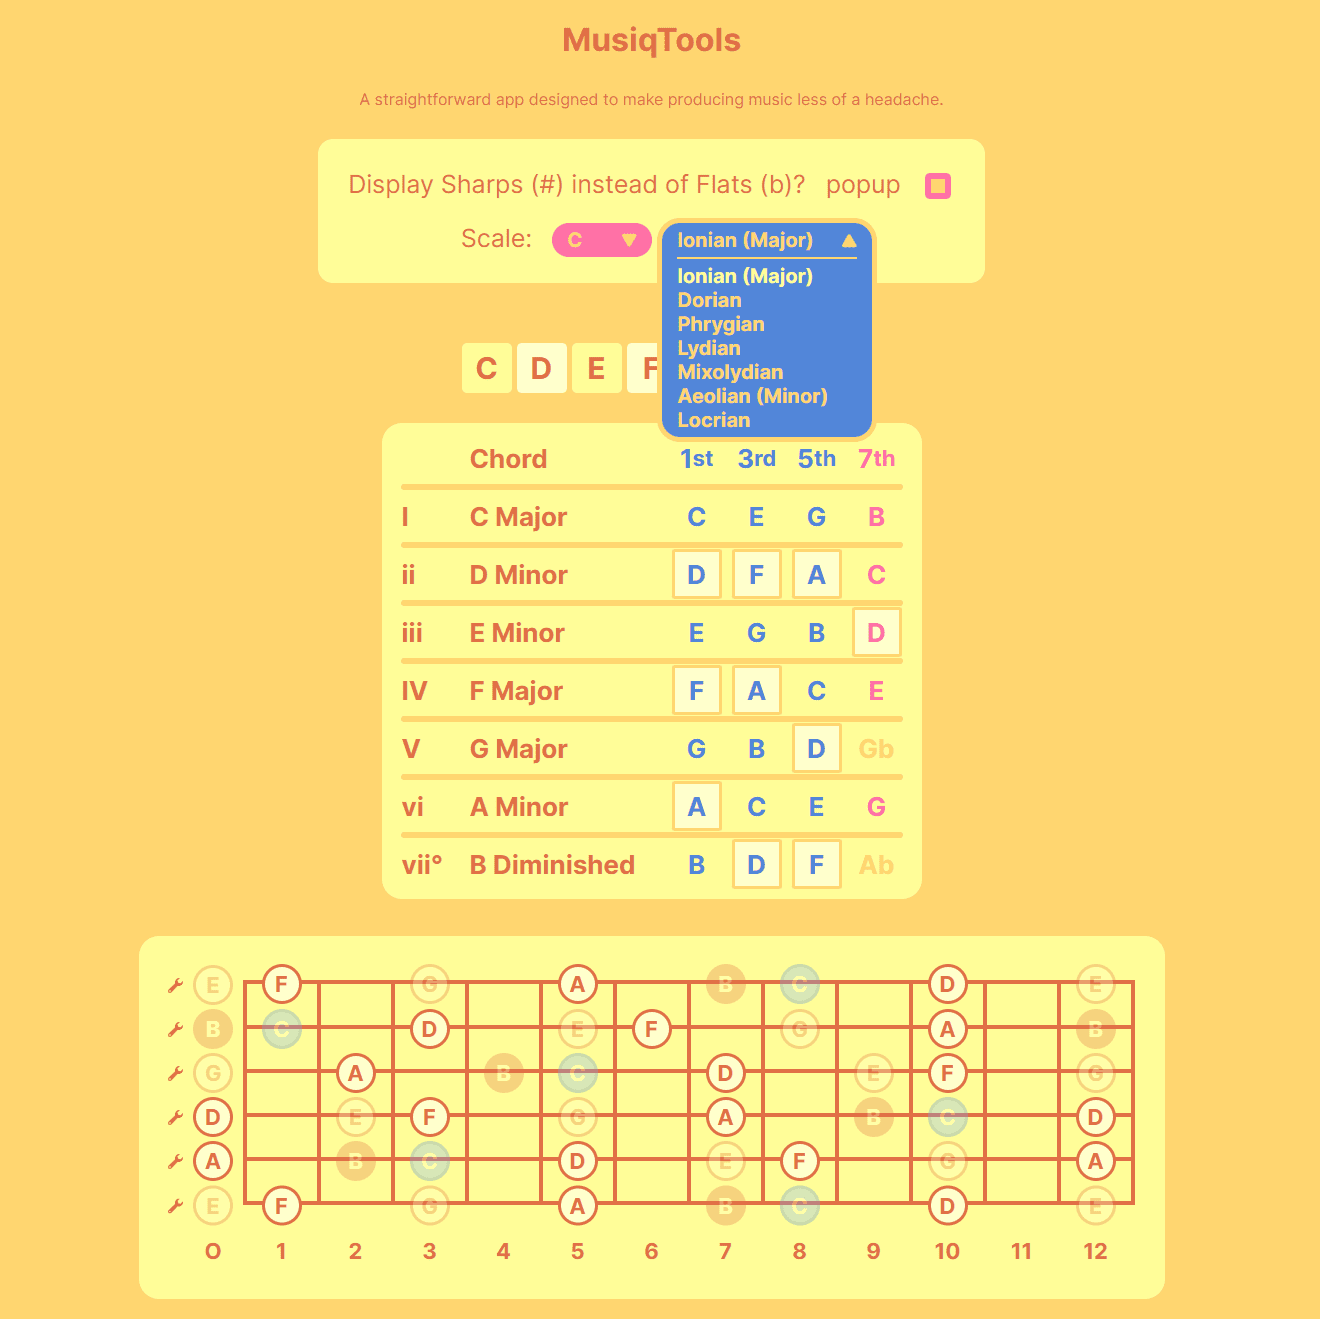 MusiqTools
A straightforward app designed to make producing music less of a headache.
Display Sharps (#) instead of Flats (b)? popup
Scale: C Ionian (Major)
Ionian (Major)
Dorian
Phrygian
Lydian
Mixolydian
Aeolian (Minor)
Locrian
C D E F
Chord 1st 3rd 5th 7th
I C Major C E G B
ii D Minor D F A C
iii E Minor E G B D
IV F Major F A C E
V G Major G B D Gb
vi A Minor A C E G
vii° B Diminished B D F Ab
E F G A B C D E
B C D E F G A B
G A B C D E F G
D E F G A B C D
A B C D E F G A
E F G A B C D E
0 1 2 3 4 5 6 7 8 9 10 11 12